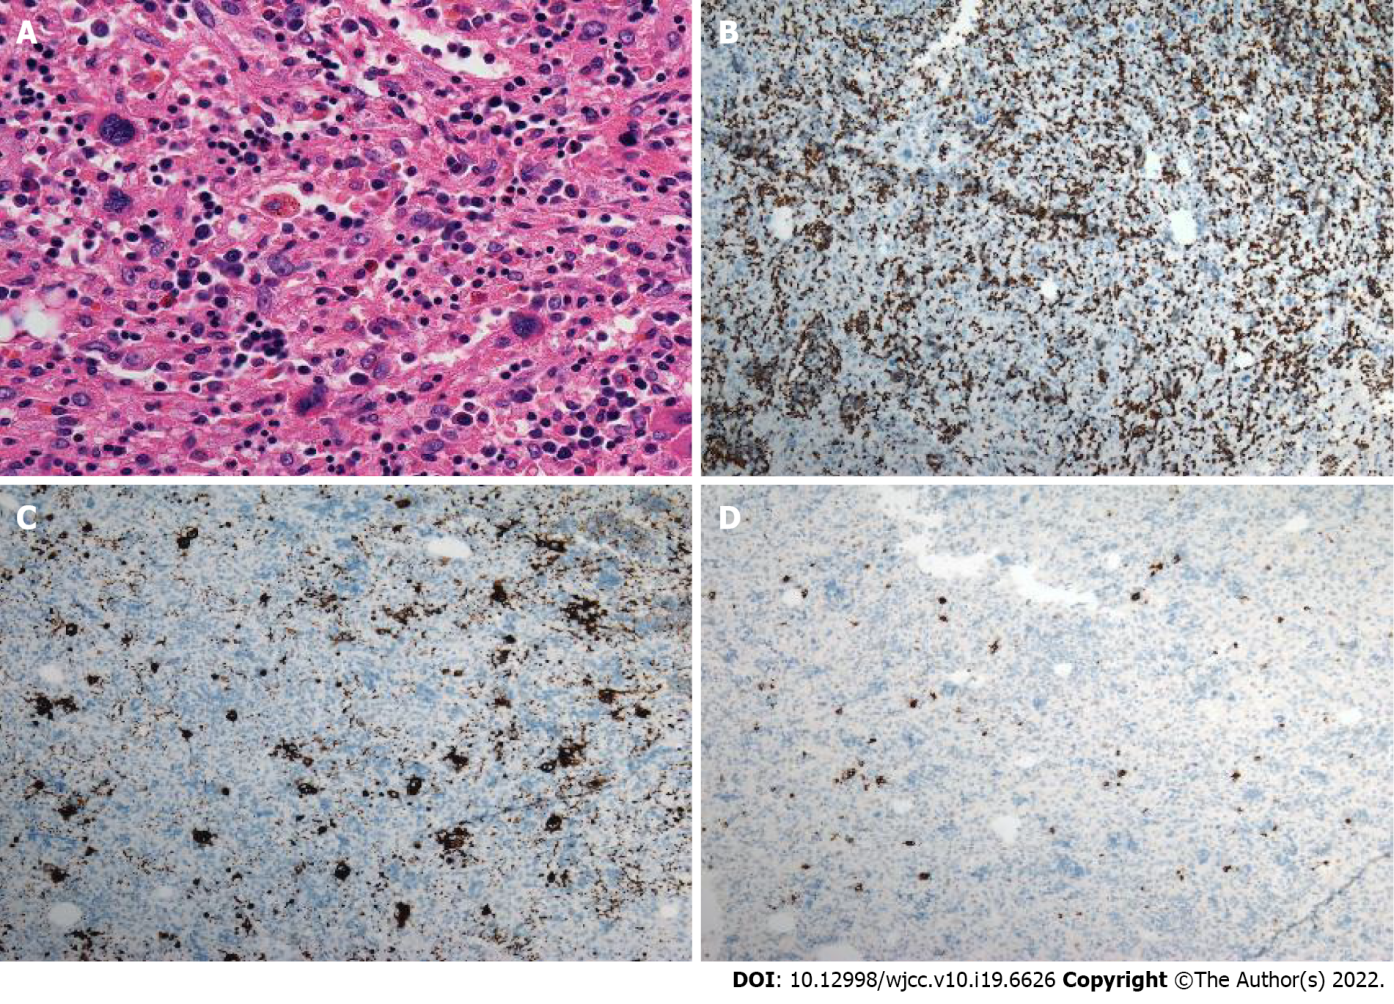 A
B
C
D
DOI: 10.12998/wjcc.v10.i19.6626 Copyright ©The Author(s) 2022.